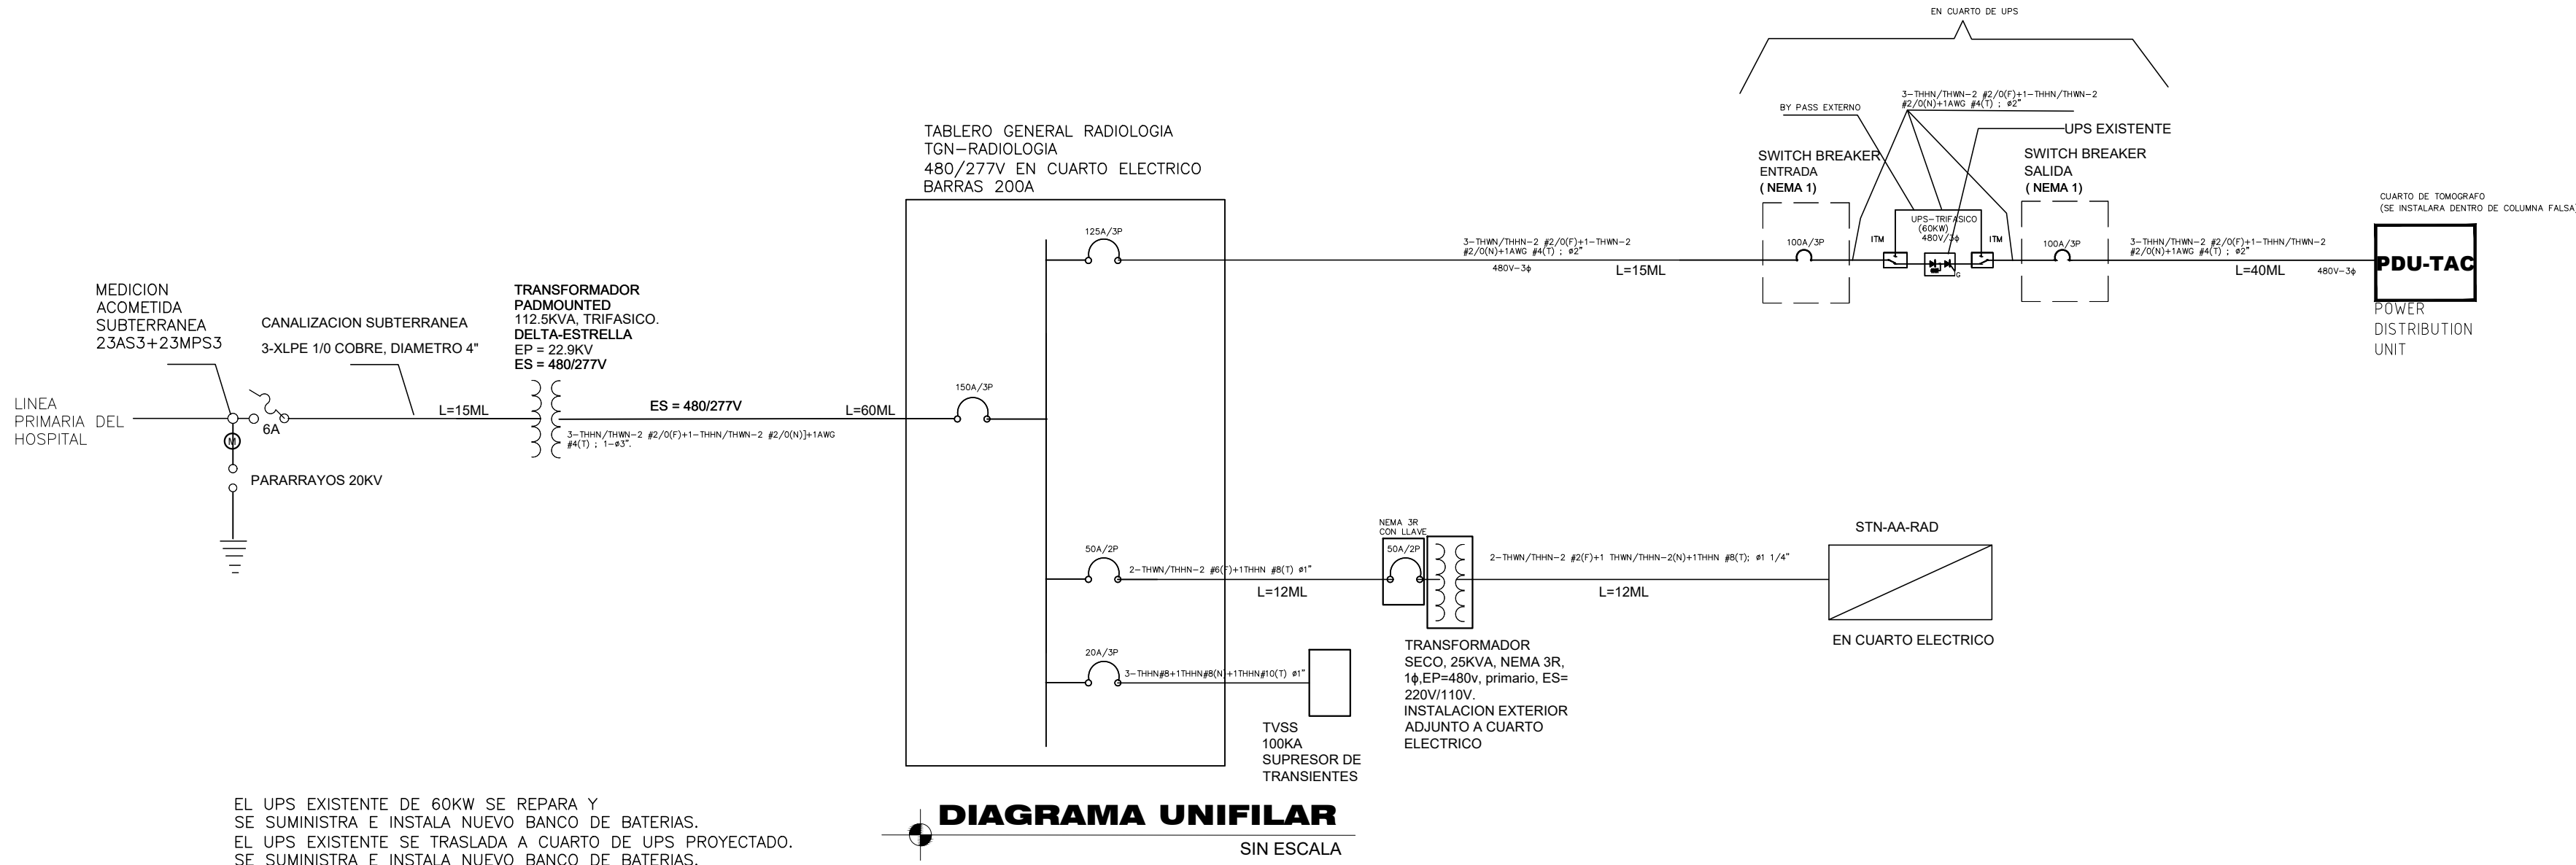 EN CUARTO DE UPS
3-THHN/THWN-2 #2/0(F)+1-THHN/THWN-2
#2/0(N)+1AWG #4(T) ; ø2"
BY PASS EXTERNO
UPS EXISTENTE
TABLERO GENERAL RADIOLOGIA
TGN-RADIOLOGIA
480/277V EN CUARTO ELECTRICO
BARRAS 200A
SWITCH BREAKER
ENTRADA
( NEMA 1)
SWITCH BREAKER
SALIDA
( NEMA 1)
CUARTO DE TOMOGRAFO
(SE INSTALARA DENTRO DE COLUMNA FALSA)
125A/3P
3-THWN/THHN-2 #2/0(F)+1-THWN-2
#2/0(N)+1AWG #4(T) ; ø2"
480V-3ϕ
L=15ML
100A/3P
ITM
UPS-TRIFASICO
(60KW)
480V/3ϕ
G
ITM
100A/3P
3-THHN/THWN-2 #2/0(F)+1-THHN/THWN-2
#2/0(N)+1AWG #4(T) ; ø2"
L=40ML
480V-3ϕ
PDU-TAC
POWER
DISTRIBUTION
UNIT
MEDICION
ACOMETIDA
SUBTERRANEA
23AS3+23MPS3
CANALIZACION SUBTERRANEA
3-XLPE 1/0 COBRE, DIAMETRO 4"
TRANSFORMADOR
PADMOUNTED
112.5KVA, TRIFASICO.
DELTA-ESTRELLA
EP = 22.9KV
ES = 480/277V
LINEA
PRIMARIA DEL
HOSPITAL
6A
M
L=15ML
ES = 480/277V
L=60ML
3-THHN/THWN-2 #2/0(F)+1-THHN/THWN-2 #2/0(N)]+1AWG
#4(T) ; 1-ø3".
150A/3P
PARARRAYOS 20KV
50A/2P
2-THWN/THHN-2 #6(F)+1THHN #8(T) ø1"
L=12ML
NEMA 3R
CON LLAVE
50A/2P
2-THWN/THHN-2 #2(F)+1 THWN/THHN-2(N)+1THHN #8(T); ø1 1/4"
L=12ML
STN-AA-RAD
EN CUARTO ELECTRICO
TRANSFORMADOR
SECO, 25KVA, NEMA 3R,
1ϕ,EP=480v, primario, ES=
220V/110V.
INSTALACION EXTERIOR
ADJUNTO A CUARTO
ELECTRICO
20A/3P
3-THHN#8+1THHN#8(N)+1THHN#10(T) ø1"
TVSS
100KA
SUPRESOR DE
TRANSIENTES
EL UPS EXISTENTE DE 60KW SE REPARA Y
SE SUMINISTRA E INSTALA NUEVO BANCO DE BATERIAS.
EL UPS EXISTENTE SE TRASLADA A CUARTO DE UPS PROYECTADO.
SE SUMINISTRA E INSTALA NUEVO BANCO DE BATERIAS.
DIAGRAMA UNIFILAR
SIN ESCALA